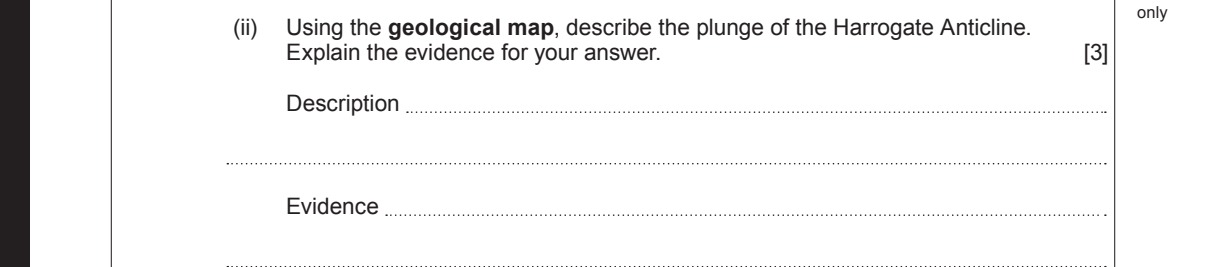 only
(ii) Using the geological map, describe the plunge of the Harrogate Anticline.
Explain the evidence for your answer. [3]
Description
Evidence